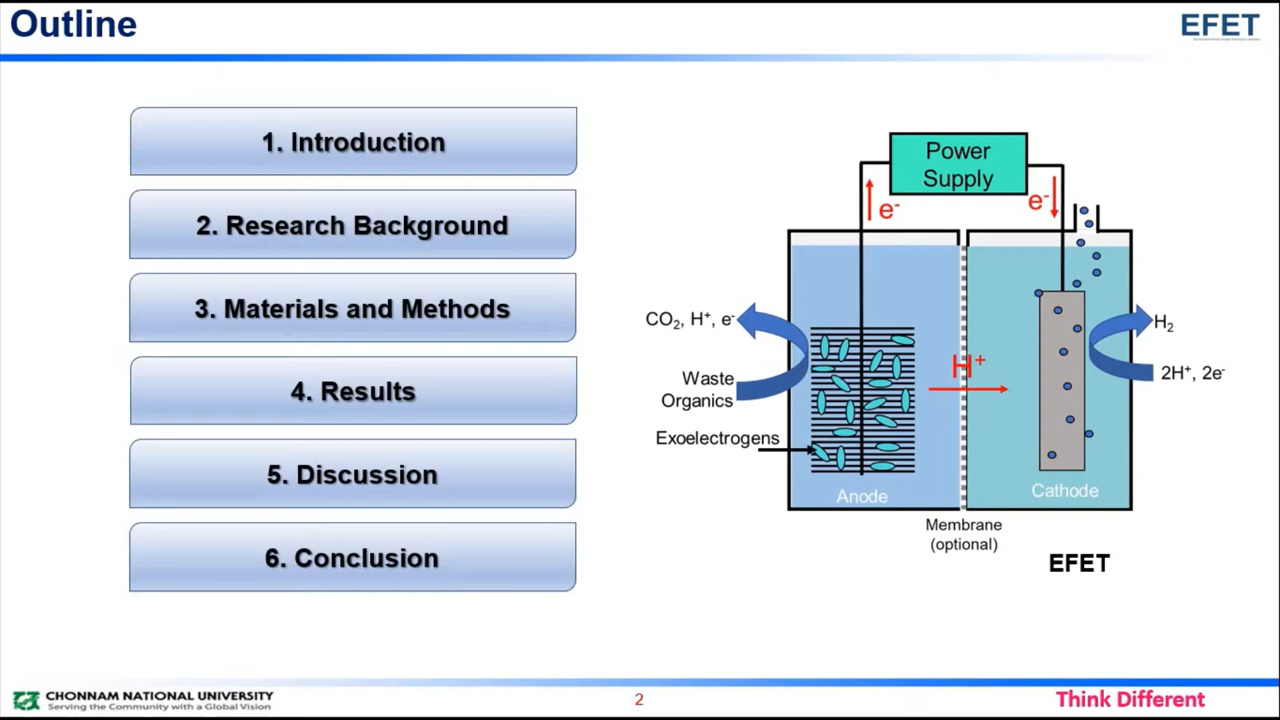 Outline
EFET
1. Introduction
2. Research Background
3. Materials and Methods
4. Results
5. Discussion
6. Conclusion
Power
Supply
e⁻
e⁻
CO₂, H⁺, e⁻
Waste
Organics
Exoelectrogens
H⁺
H₂
2H⁺, 2e⁻
Anode
Cathode
Membrane
(optional)
EFET
CHONNAM NATIONAL UNIVERSITY
Serving the Community with a Global Vision
2
Think Different